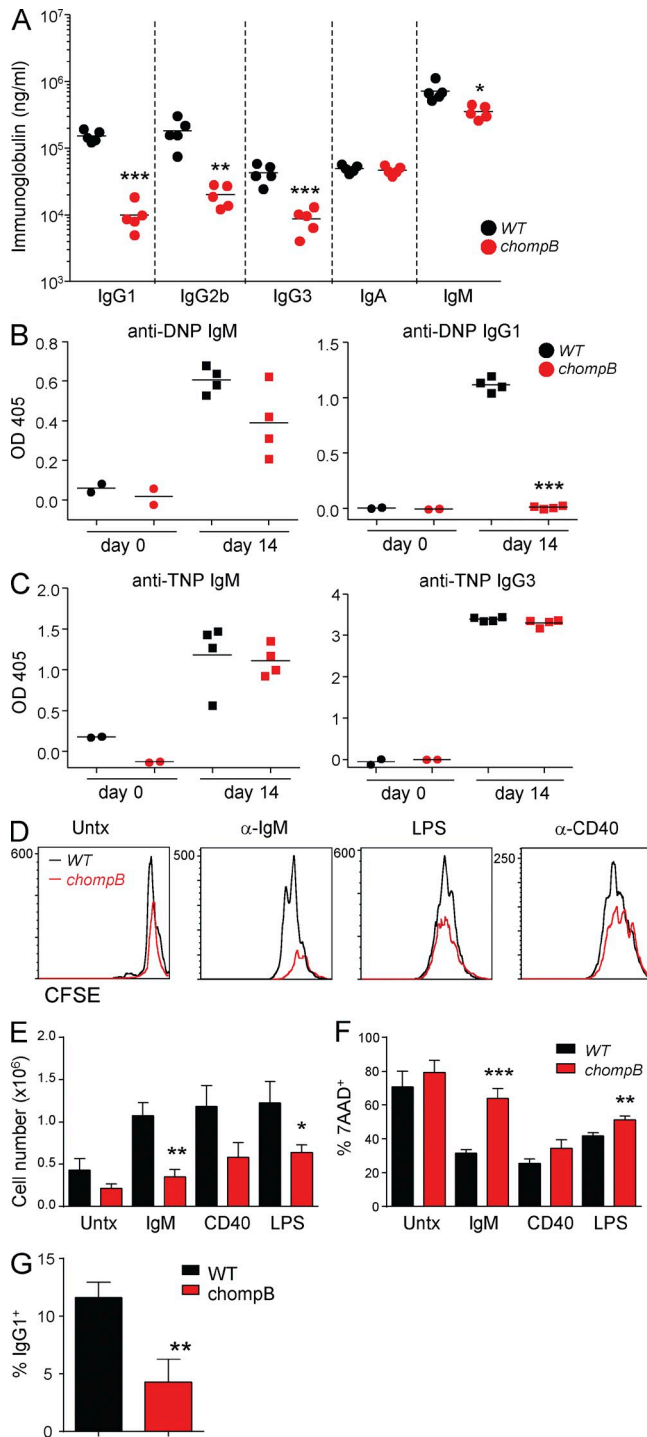 A
Immunoglobulin (ng/ml)
10⁶
10⁵
10⁴
10³
***
**
***
*
WT
chompB
IgG1 IgG2b IgG3 IgA IgM
B
anti-DNP IgM
OD 405
0.8
0.6
0.4
0.2
0.0
day 0 day 14
anti-DNP IgG1
1.5
1.0
0.5
0.0
WT
chompB
***
day 0 day 14
C
anti-TNP IgM
OD 405
2.0
1.5
1.0
0.5
0.0
day 0 day 14
anti-TNP IgG3
4
3
2
1
0
day 0 day 14
D
Untx α-IgM LPS α-CD40
600 500 600 250
WT
chompB
CFSE
E
Cell number (x10⁶)
2.0
1.5
1.0
0.5
0.0
** *
Untx IgM CD40 LPS
F
% 7AAD⁺
100
80
60
40
20
0
WT
chompB
*** **
Untx IgM CD40 LPS
G
% IgG1⁺
15
10
5
0
WT
chompB
**